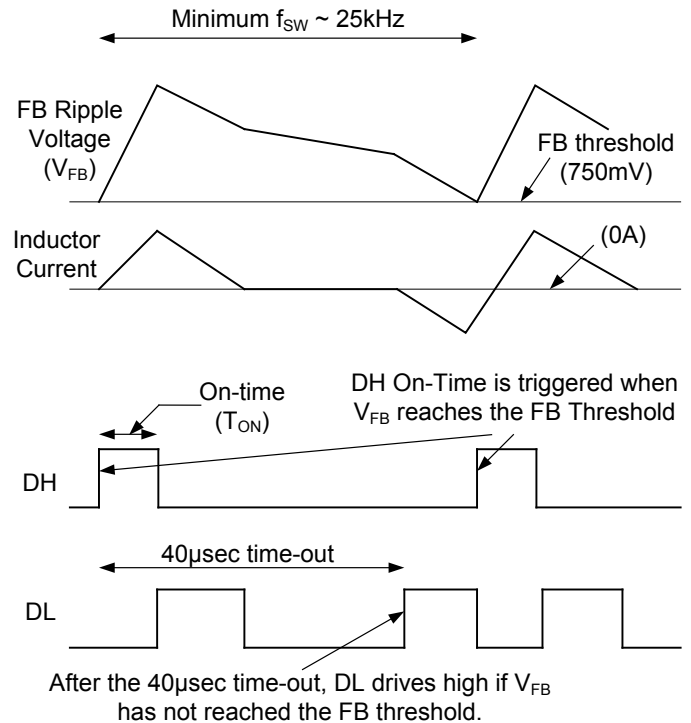 Minimum fSW ~ 25kHz
FB Ripple
Voltage
(VFB)
FB threshold
(750mV)
Inductor
Current
(0A)
On-time
(TON)
DH On-Time is triggered when
VFB reaches the FB Threshold
DH
40µsec time-out
DL
After the 40µsec time-out, DL drives high if VFB
has not reached the FB threshold.